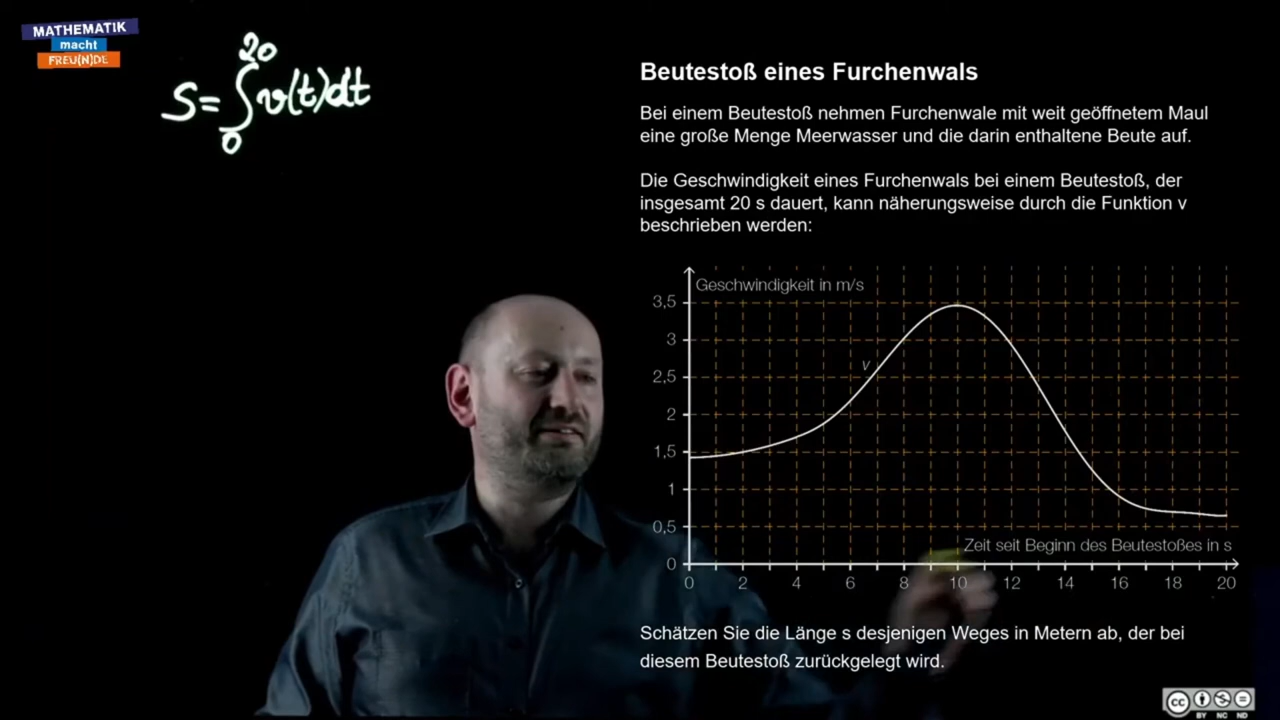 MATHEMATIK
macht
FREU(N)DE
S = ∫₀²⁰ v(t)dt
Beutestoß eines Furchenwals
Bei einem Beutestoß nehmen Furchenwale mit weit geöffnetem Maul
eine große Menge Meerwasser und die darin enthaltene Beute auf.
Die Geschwindigkeit eines Furchenwals bei einem Beutestoß, der
insgesamt 20 s dauert, kann näherungsweise durch die Funktion v
beschrieben werden:
Geschwindigkeit in m/s
3,5
3
v
2,5
2
1,5
1
0,5
Zeit seit Beginn des Beutestoßes in s
0
0 2 4 6 8 10 12 14 16 18 20
Schätzen Sie die Länge s desjenigen Weges in Metern ab, der bei
diesem Beutestoß zurückgelegt wird.
cc
BY NC ND